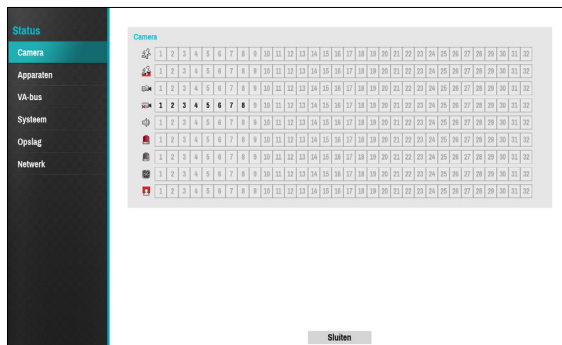 Status
Camera
Apparaten
VA-bus
Systeem
Opslag
Netwerk
Camera
1 2 3 4 5 6 7 8 9 10 11 12 13 14 15 16 17 18 19 20 21 22 23 24 25 26 27 28 29 30 31 32
1 2 3 4 5 6 7 8 9 10 11 12 13 14 15 16 17 18 19 20 21 22 23 24 25 26 27 28 29 30 31 32
1 2 3 4 5 6 7 8 9 10 11 12 13 14 15 16 17 18 19 20 21 22 23 24 25 26 27 28 29 30 31 32
1 2 3 4 5 6 7 8 9 10 11 12 13 14 15 16 17 18 19 20 21 22 23 24 25 26 27 28 29 30 31 32
1 2 3 4 5 6 7 8 9 10 11 12 13 14 15 16 17 18 19 20 21 22 23 24 25 26 27 28 29 30 31 32
1 2 3 4 5 6 7 8 9 10 11 12 13 14 15 16 17 18 19 20 21 22 23 24 25 26 27 28 29 30 31 32
1 2 3 4 5 6 7 8 9 10 11 12 13 14 15 16 17 18 19 20 21 22 23 24 25 26 27 28 29 30 31 32
1 2 3 4 5 6 7 8 9 10 11 12 13 14 15 16 17 18 19 20 21 22 23 24 25 26 27 28 29 30 31 32
1 2 3 4 5 6 7 8 9 10 11 12 13 14 15 16 17 18 19 20 21 22 23 24 25 26 27 28 29 30 31 32
Sluiten